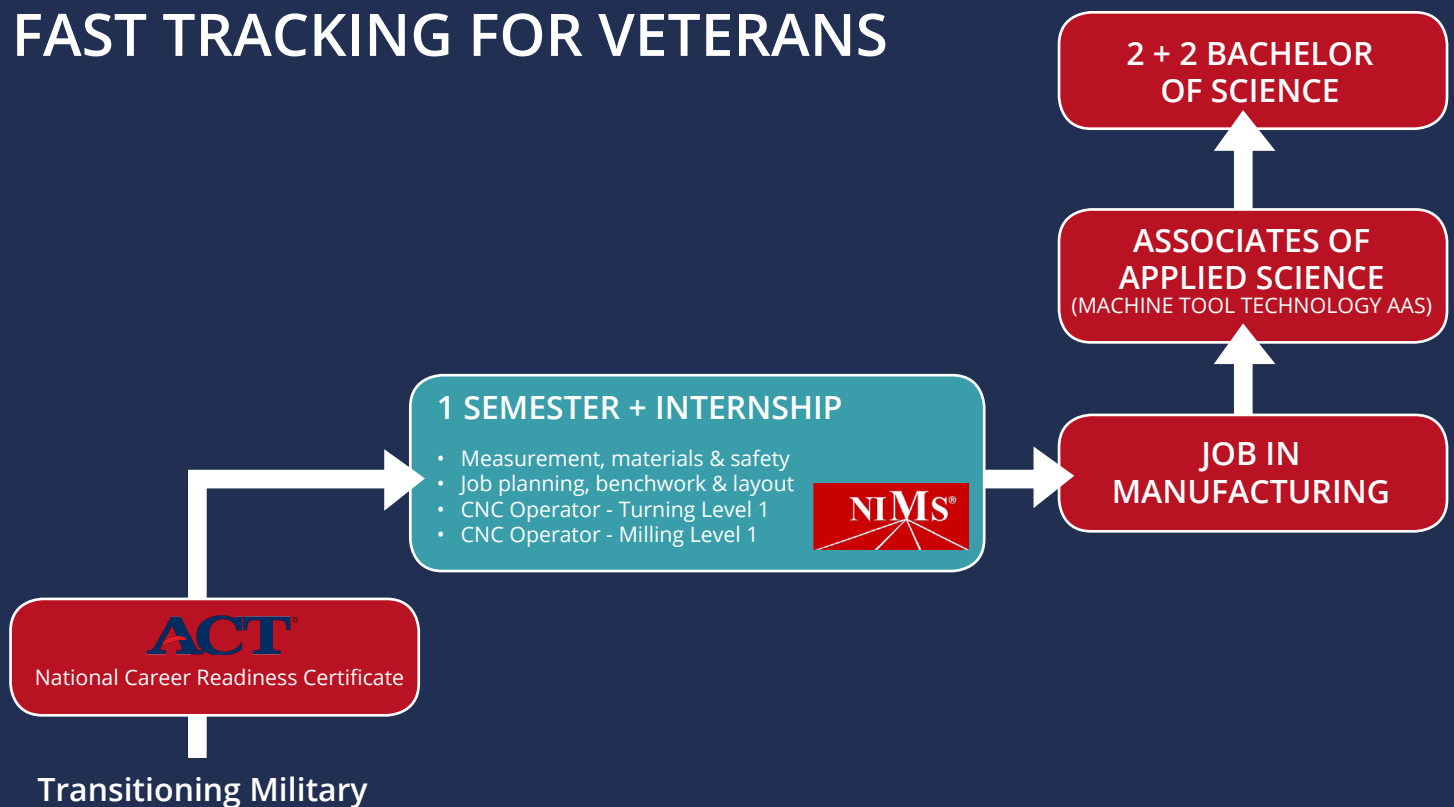 FAST TRACKING FOR VETERANS
2 + 2 BACHELOR
OF SCIENCE
ASSOCIATES OF
APPLIED SCIENCE
(MACHINE TOOL TECHNOLOGY AAS)
1 SEMESTER + INTERNSHIP
• Measurement, materials & safety
• Job planning, benchwork & layout
• CNC Operator - Turning Level 1
• CNC Operator - Milling Level 1
NIMS®
JOB IN
MANUFACTURING
ACT®
National Career Readiness Certificate
Transitioning Military